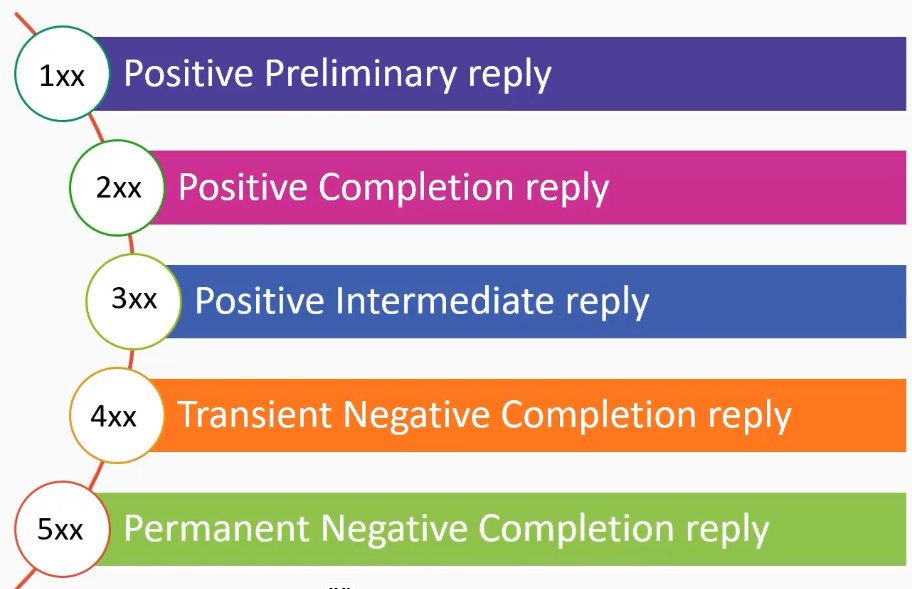 1xx Positive Preliminary reply
2xx Positive Completion reply
3xx Positive Intermediate reply
4xx Transient Negative Completion reply
5xx Permanent Negative Completion reply